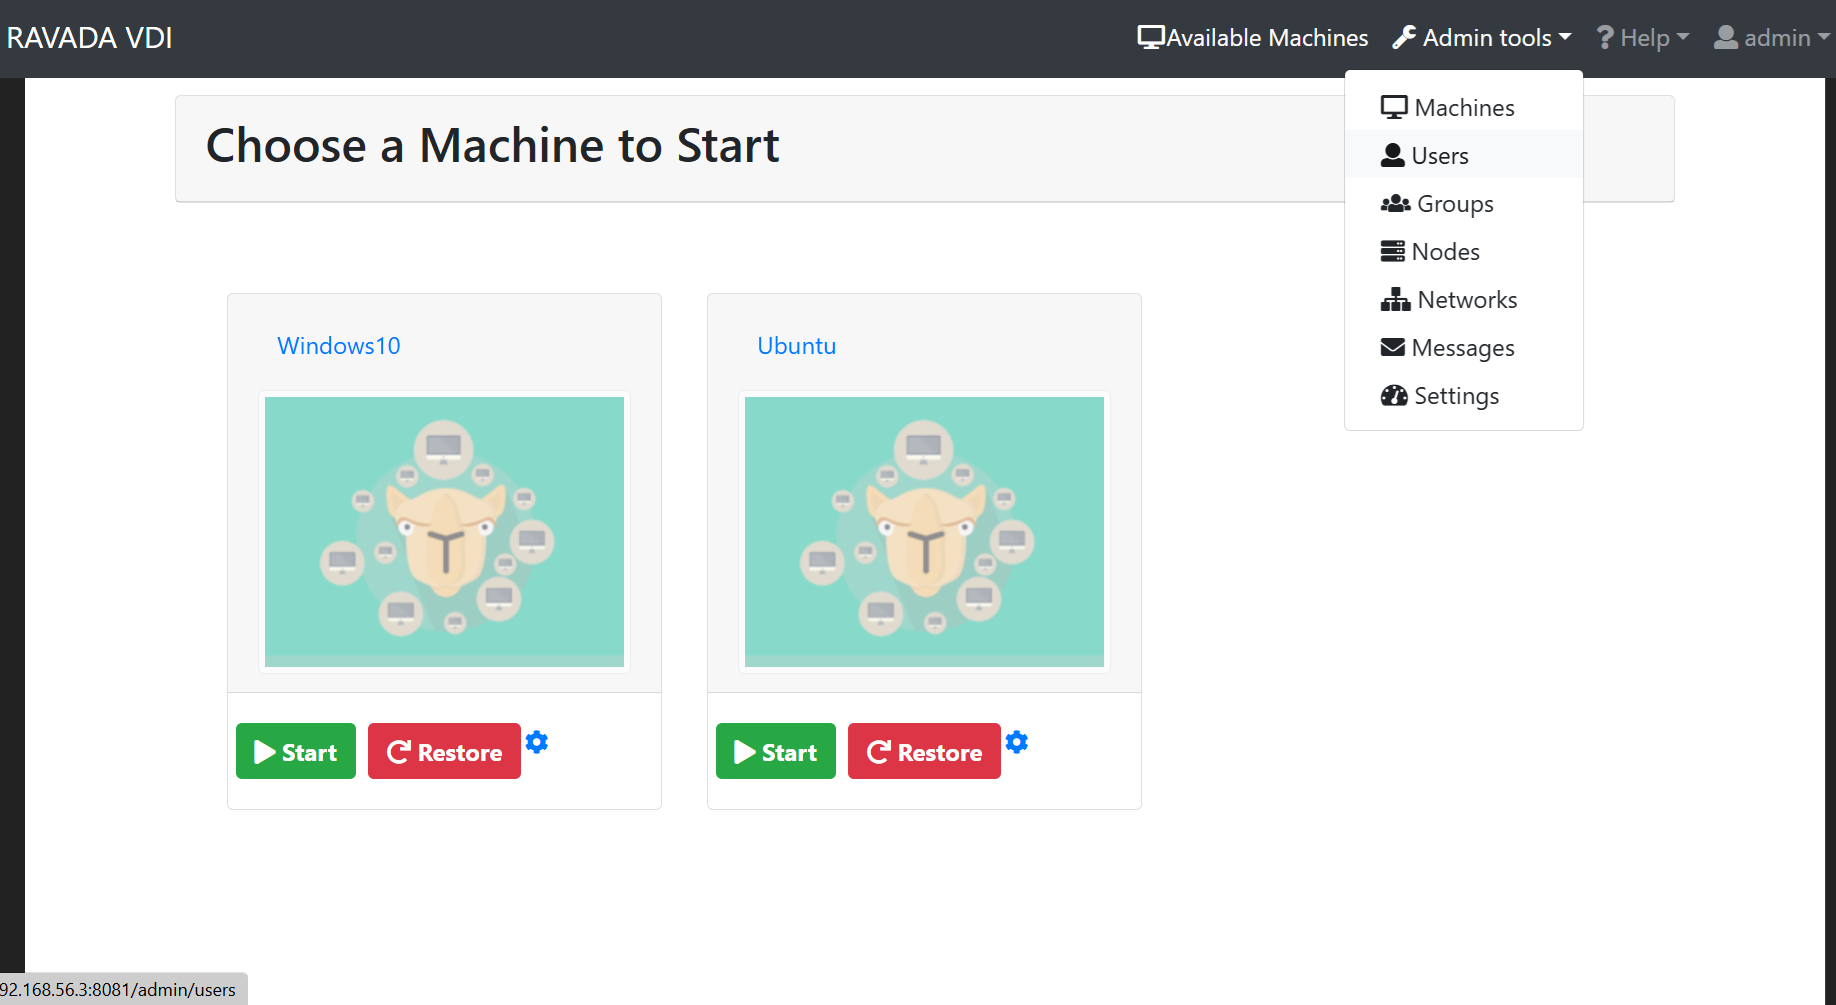 RAVADA VDI
Available Machines
Admin tools
Help
admin
Machines
Users
Groups
Nodes
Networks
Messages
Settings
Choose a Machine to Start
Windows10
Ubuntu
Start
Restore
Start
Restore
92.168.56.3:8081/admin/users